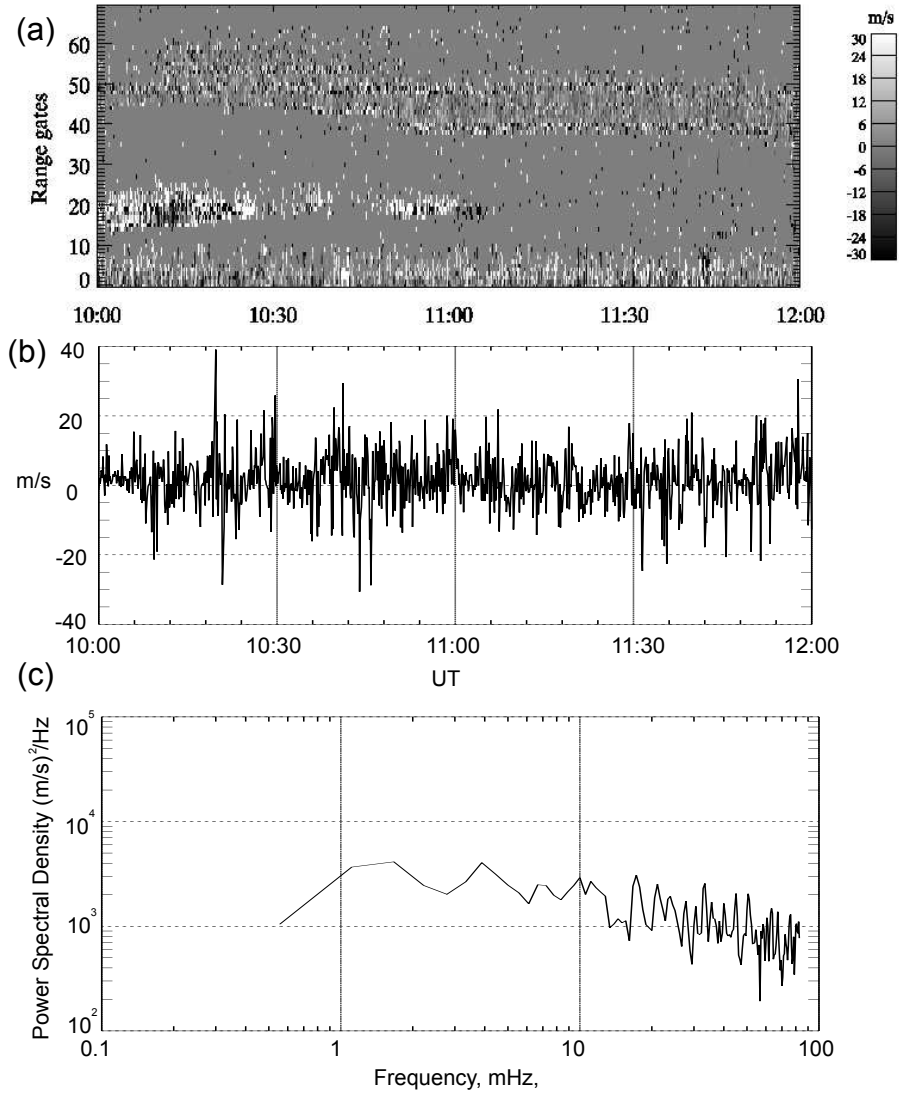 (a)
m/s
Range gates
60
50
40
30
20
10
0
30
24
18
12
6
0
-6
-12
-18
-24
-30
10:00 10:30 11:00 11:30 12:00
(b)
m/s
40
20
0
-20
-40
10:00 10:30 11:00 11:30 12:00
UT
(c)
Power Spectral Density (m/s)²/Hz
10⁵
10⁴
10³
10²
0.1 1 10 100
Frequency, mHz,